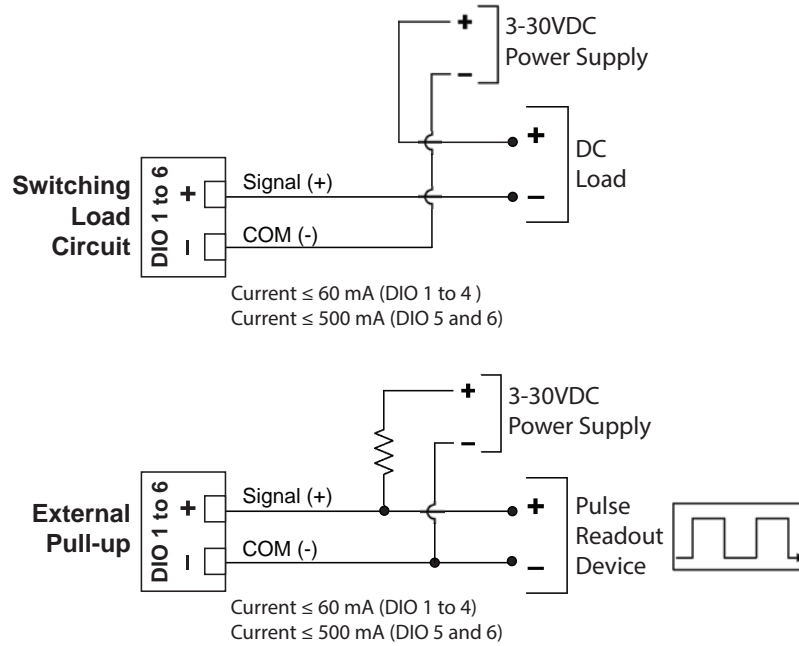 + 3-30VDC
− Power Supply
+ DC
− Load
Switching
Load
Circuit
DIO 1 to 6
+ Signal (+)
− COM (-)
Current ≤ 60 mA (DIO 1 to 4 )
Current ≤ 500 mA (DIO 5 and 6)
+ 3-30VDC
− Power Supply
External
Pull-up
DIO 1 to 6
+ Signal (+)
− COM (-)
+ Pulse
Readout
− Device
Current ≤ 60 mA (DIO 1 to 4)
Current ≤ 500 mA (DIO 5 and 6)